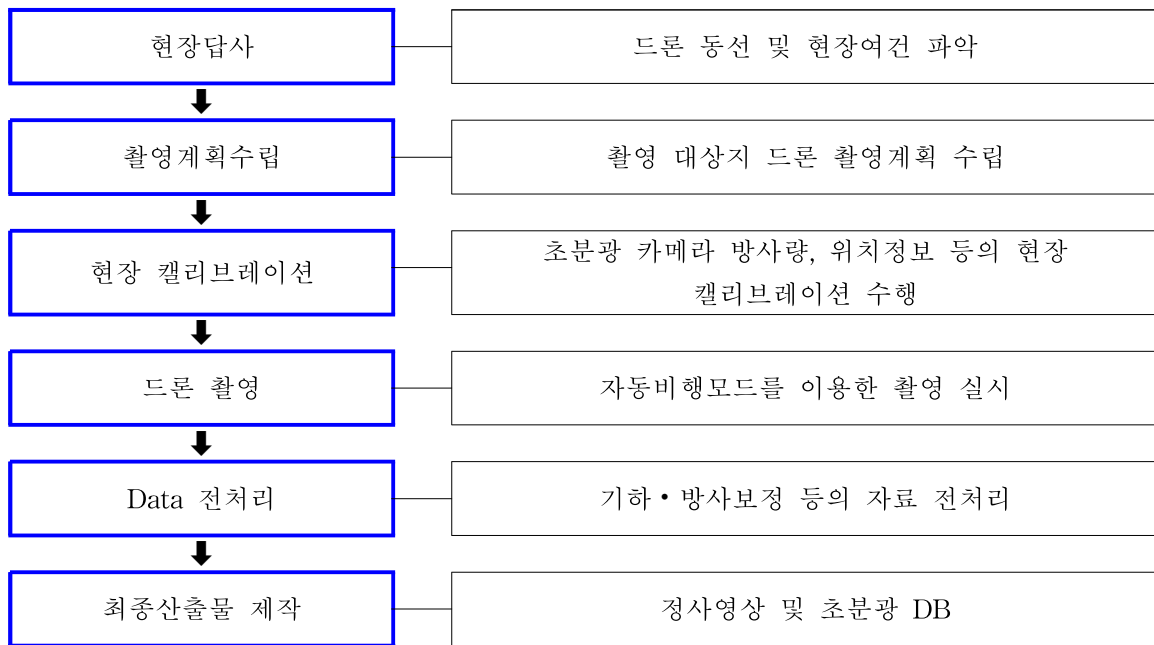 현장답사
드론 동선 및 현장여건 파악
촬영계획수립
촬영 대상지 드론 촬영계획 수립
현장 캘리브레이션
초분광 카메라 방사량, 위치정보 등의 현장
캘리브레이션 수행
드론 촬영
자동비행모드를 이용한 촬영 실시
Data 전처리
기하·방사보정 등의 자료 전처리
최종산출물 제작
정사영상 및 초분광 DB